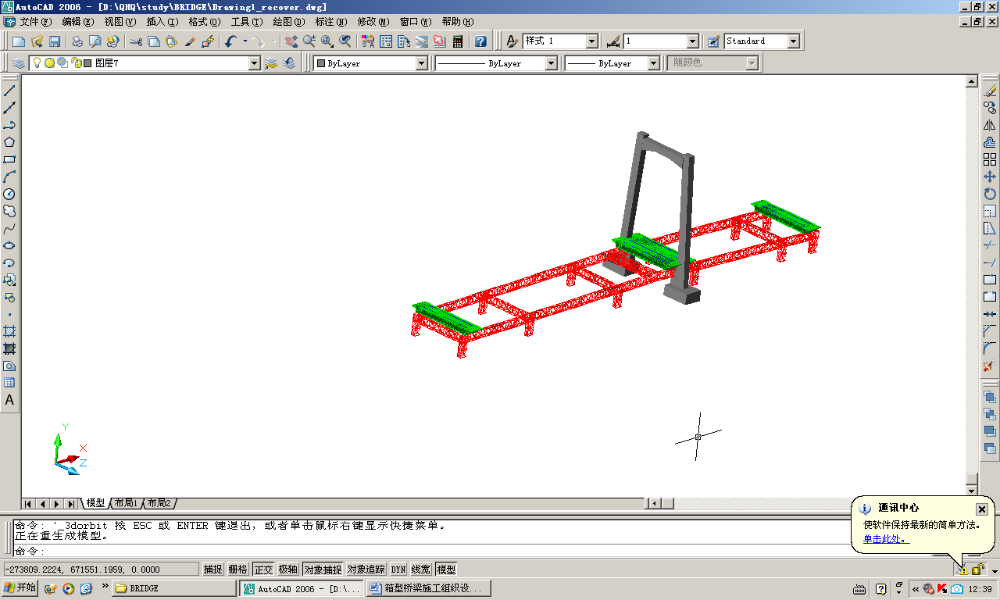 AutoCAD 2006 - [D:\QHQ\study\BRIDGE\Drawing1_recover.dwg]
文件(F) 编辑(E) 视图(V) 插入(I) 格式(O) 工具(T) 绘图(D) 标注(N) 修改(M) 窗口(W) 帮助(H)
样式 1 1 Standard
图层7 ByLayer ByLayer ByLayer 随颜色
Y
X
Z
模型 布局1 布局2
命令: '_3dorbit 按 ESC 或 ENTER 键退出, 或者单击鼠标右键显示快捷菜单。
正在重生成模型。
命令:
通讯中心
使软件保持最新的简单方法。
单击此处。
-273809.2224, 671551.1959, 0.0000 捕捉 栅格 正交 极轴 对象捕捉 对象追踪 DYN 线宽 模型
开始 BRIDGE AutoCAD 2006 - [D:\... 箱型桥梁施工组织设... 12:39